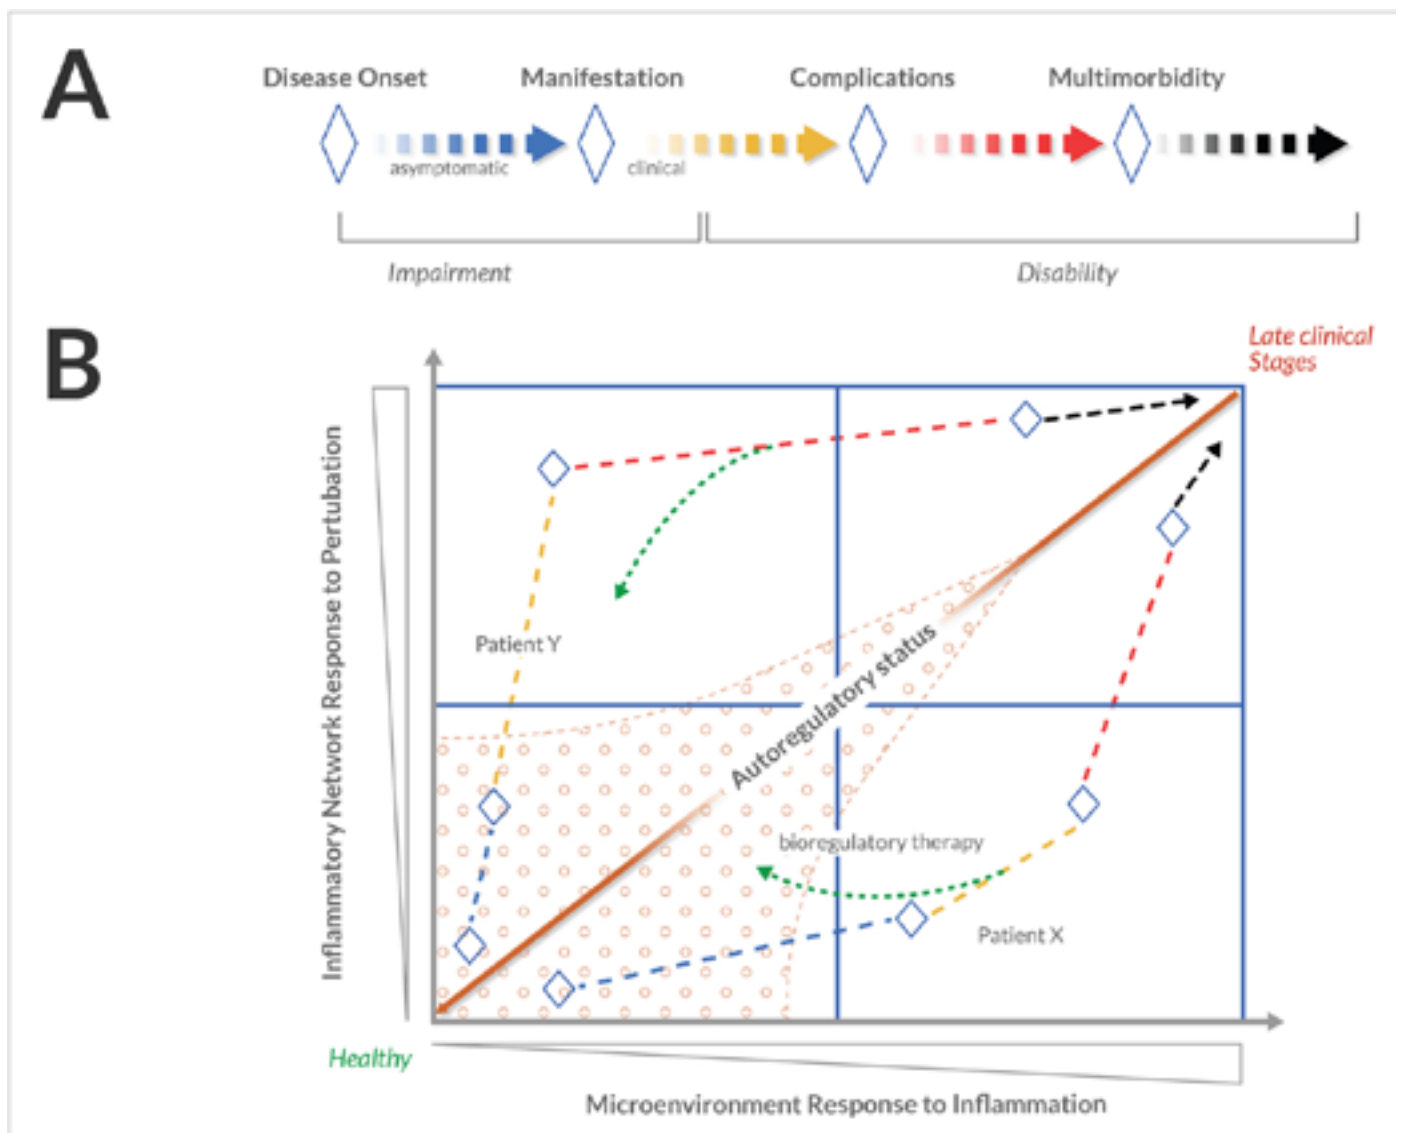 A
Disease Onset
Manifestation
Complications
Multimorbidity
asymptomatic
clinical
Impairment
Disability
B
Late clinical
Stages
Inflammatory Network Response to Pertubation
Patient Y
Autoregulatory status
bioregulatory therapy
Patient X
Healthy
Microenvironment Response to Inflammation